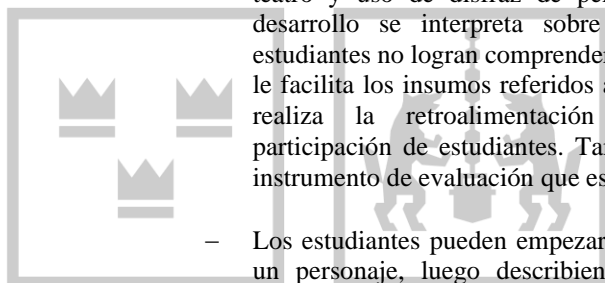 teatro y uso de disfraz de per
desarrollo se interpreta sobre
estudiantes no logran comprender
le facilita los insumos referidos a
realiza la retroalimentación
participación de estudiantes. Ta
instrumento de evaluación que es
– Los estudiantes pueden empezar
un personaje, luego describien